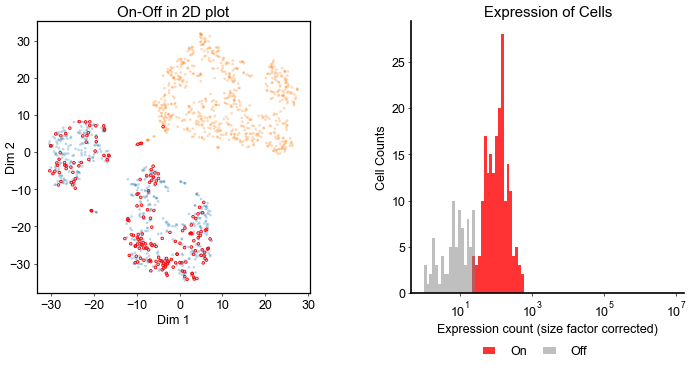 On-Off in 2D plot
Dim 2
30
20
10
0
−10
−20
−30
−30 −20 −10 0 10 20 30
Dim 1
Expression of Cells
Cell Counts
25
20
15
10
5
0
10^1 10^3 10^5 10^7
Expression count (size factor corrected)
On Off